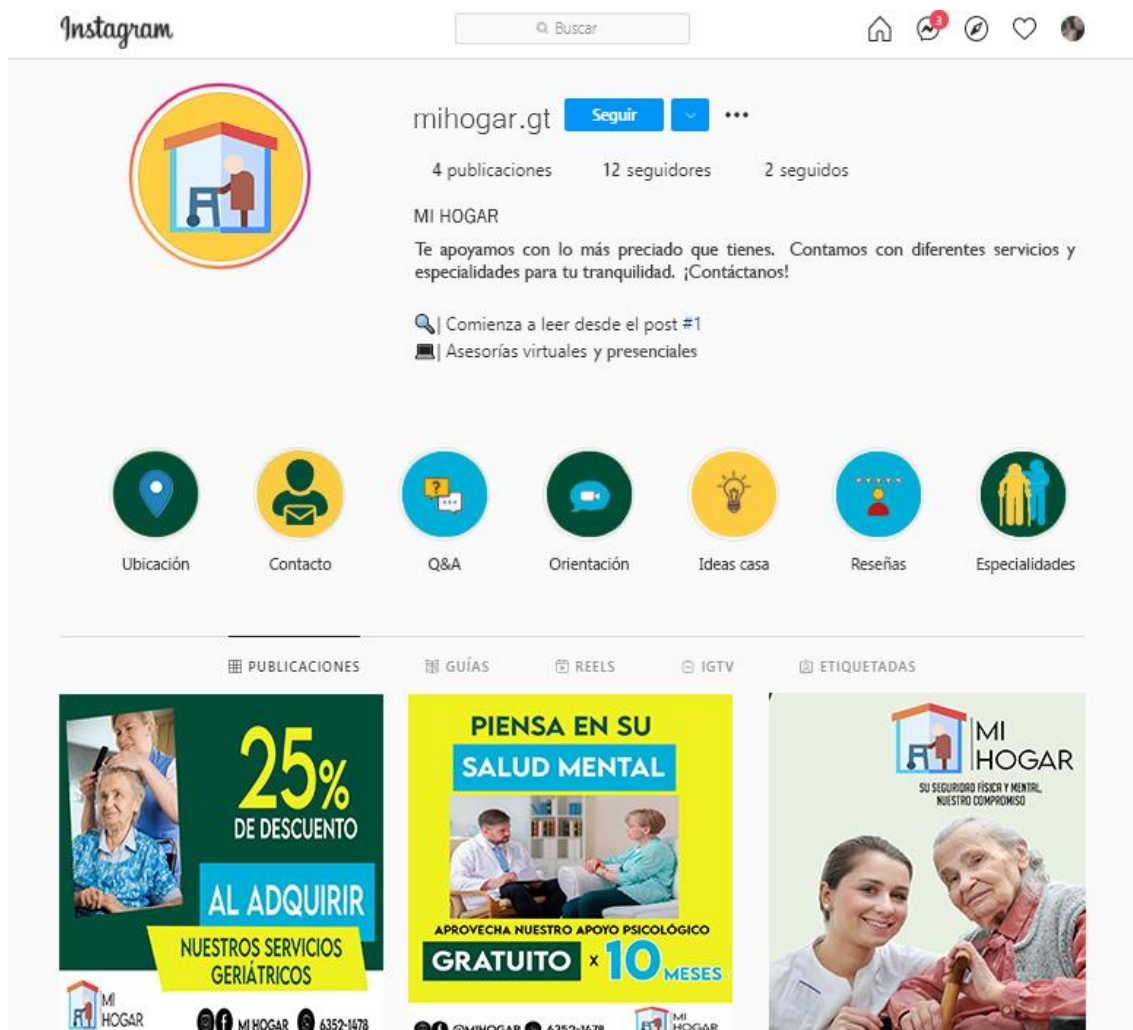 Instagram
Buscar
3
mihogar.gt Seguir
4 publicaciones 12 seguidores 2 seguidos
MI HOGAR
Te apoyamos con lo más preciado que tienes. Contamos con diferentes servicios y
especialidades para tu tranquilidad. ¡Contáctanos!
| Comienza a leer desde el post #1
| Asesorías virtuales y presenciales
?
Ubicación Contacto Q&A Orientación Ideas casa Reseñas Especialidades
PUBLICACIONES GUÍAS REELS IGTV ETIQUETADAS
25%
DE DESCUENTO
AL ADQUIRIR
NUESTROS SERVICIOS
GERIÁTRICOS
MI
HOGAR
MI HOGAR 6352-1478
PIENSA EN SU
SALUD MENTAL
APROVECHA NUESTRO APOYO PSICOLÓGICO
GRATUITO x 10 MESES
@MIHOGAR 6352-1478
MI
HOGAR
MI
HOGAR
SU SEGURIDAD FÍSICA Y MENTAL,
NUESTRO COMPROMISO